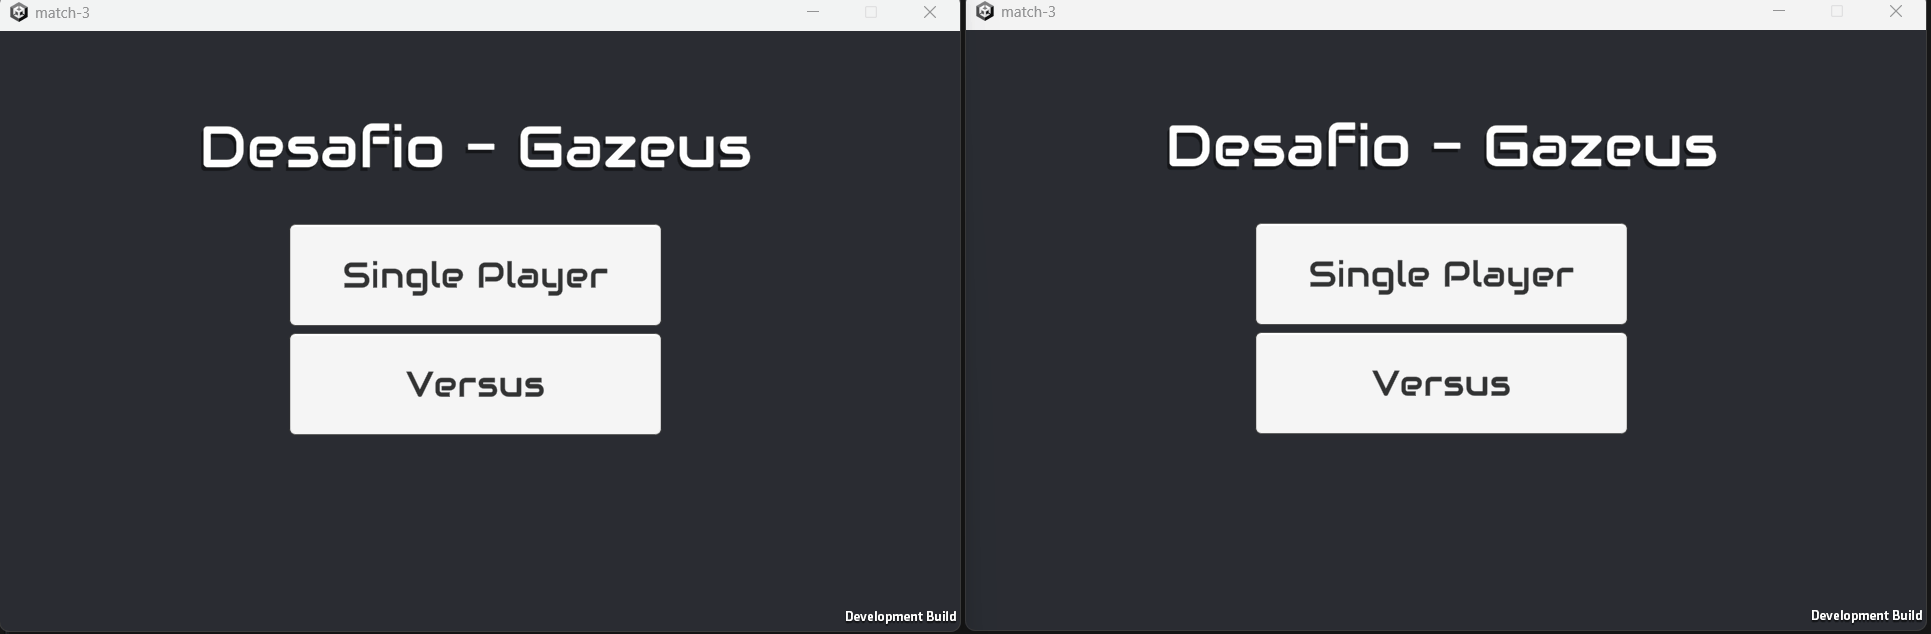 match-3
Desafio - Gazeus
Single Player
Versus
Development Build
match-3
Desafio - Gazeus
Single Player
Versus
Development Build